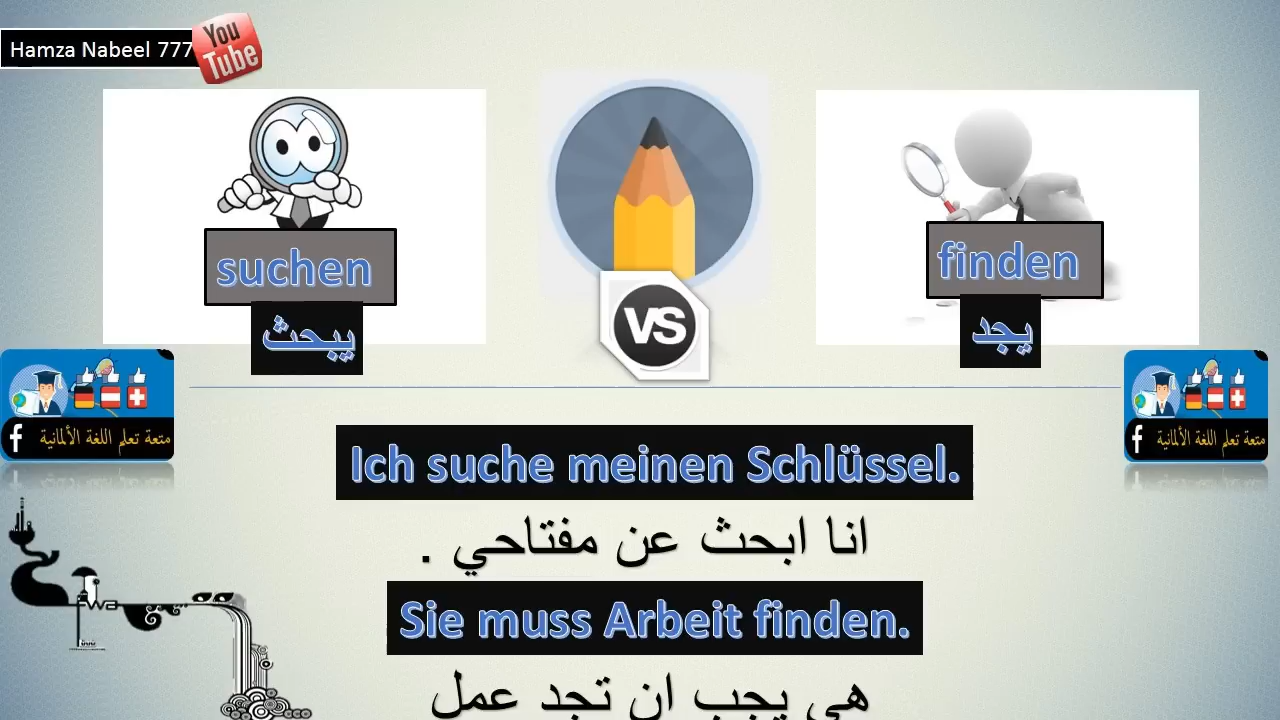 Hamza Nabeel 777
You
Tube
suchen
يبحث
VS
finden
يجد
f متعة تعلم اللغة الألمانية
f متعة تعلم اللغة الألمانية
Ich suche meinen Schlüssel.
انا ابحث عن مفتاحي .
Sie muss Arbeit finden.
هي يجب ان تجد عمل